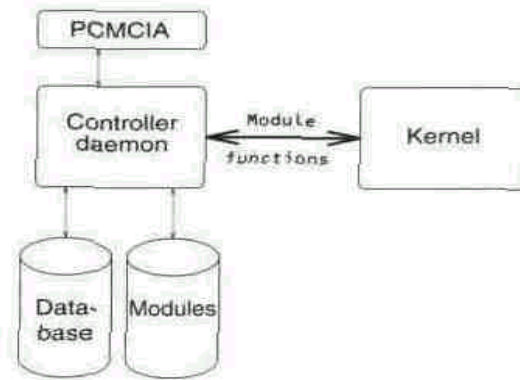 PCMCIA
Controller
daemon
Module
functions
Kernel
Data-
base
Modules